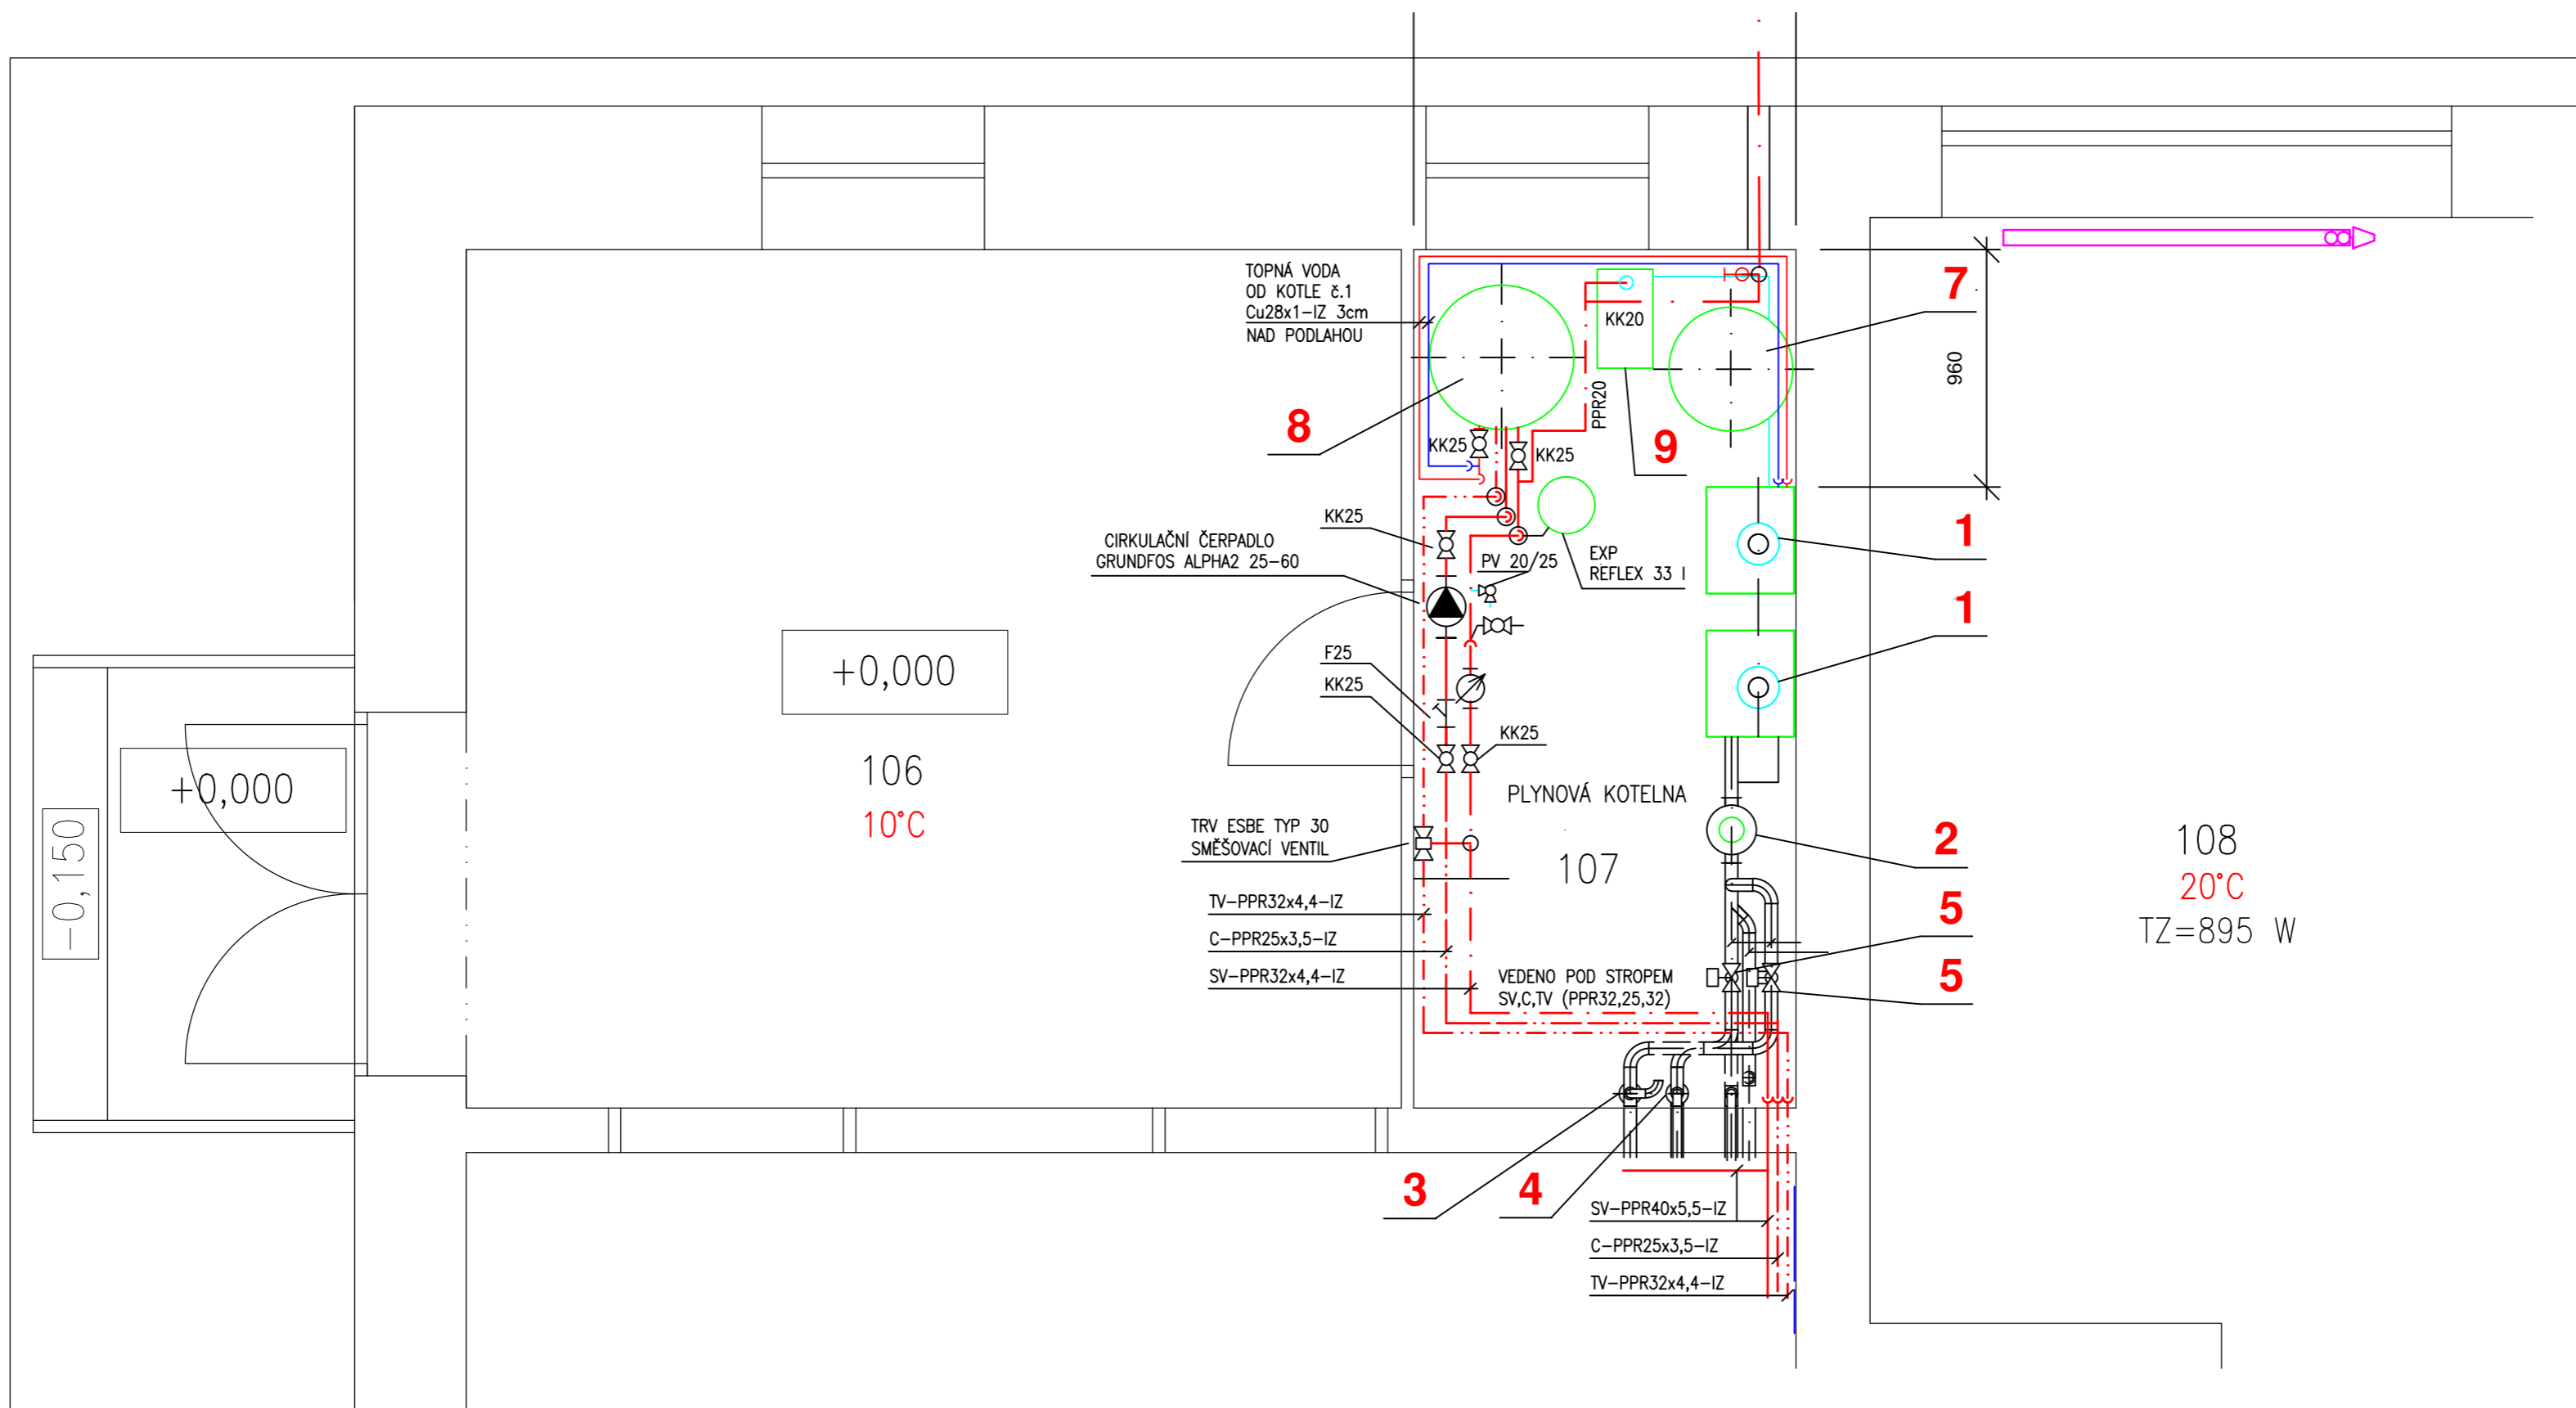 TOPNÁ VODA
OD KOTLE č.1
Cu28x1-IZ 3cm
NAD PODLAHOU
7
KK20
960
PPR20
8
KK25
KK25
9
KK25
CIRKULAČNÍ ČERPADLO
GRUNDFOS ALPHA2 25-60
PV 20/25
EXP
REFLEX 33 l
1
1
+0,000
F25
KK25
KK25
+0,000
106
10°C
PLYNOVÁ KOTELNA
107
-0,150
TRV ESBE TYP 30
SMĚŠOVACÍ VENTIL
2
108
20°C
TZ=895 W
TV-PPR32x4,4-IZ
C-PPR25x3,5-IZ
SV-PPR32x4,4-IZ
5
5
VEDENO POD STROPEM
SV,C,TV (PPR32,25,32)
3
4
SV-PPR40x5,5-IZ
C-PPR25x3,5-IZ
TV-PPR32x4,4-IZ